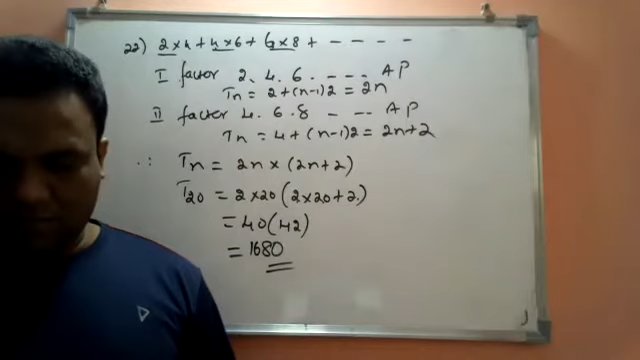 22) 2×4 + 4×6 + 6×8 + - - - -
I factor 2, 4, 6, - - - - AP
Tn = 2+(n-1)2 = 2n
II factor 4, 6, 8 - - - AP
Tn = 4+(n-1)2 = 2n+2
∴ Tn = 2n × (2n+2)
T20 = 2×20 (2×20+2)
= 40(42)
= 1680